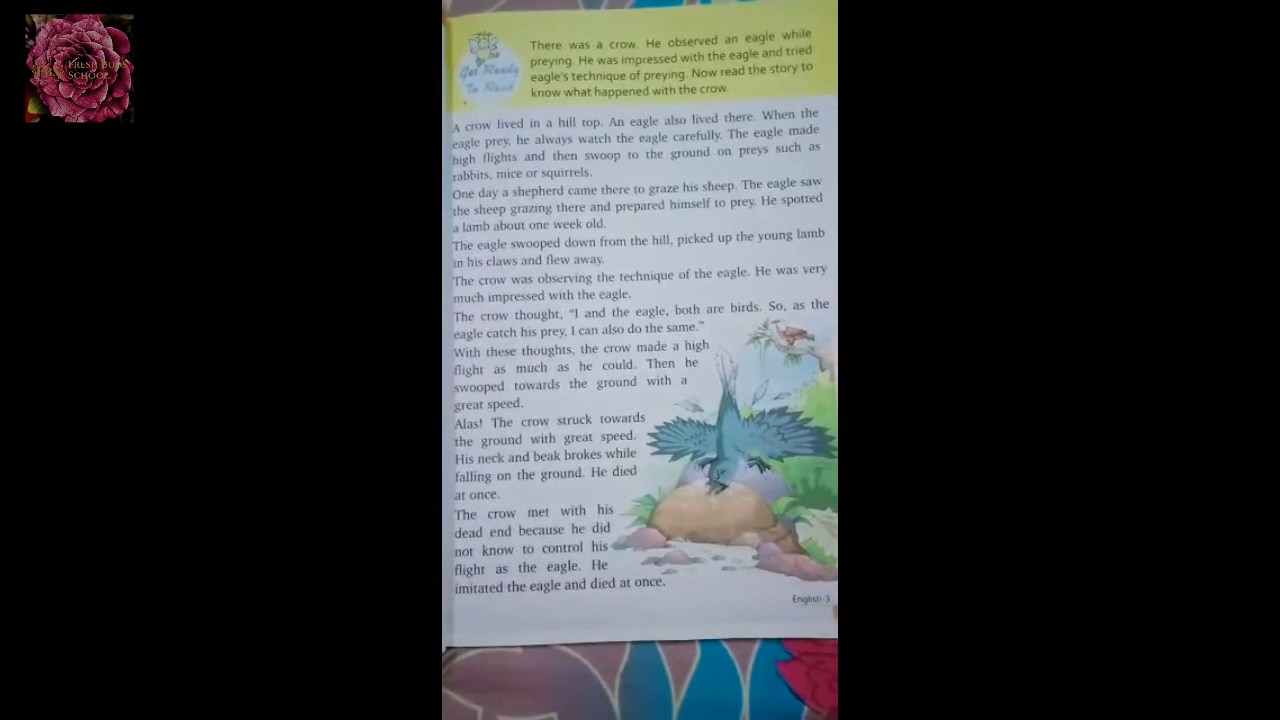 FRESH BUDS
SCHOOL
Get Ready
To Read
There was a crow. He observed an eagle while
preying. He was impressed with the eagle and tried
eagle's technique of preying. Now read the story to
know what happened with the crow.
A crow lived in a hill top. An eagle also lived there. When the
eagle prey, he always watch the eagle carefully. The eagle made
high flights and then swoop to the ground on preys such as
rabbits, mice or squirrels.
One day a shepherd came there to graze his sheep. The eagle saw
the sheep grazing there and prepared himself to prey. He spotted
a lamb about one week old.
The eagle swooped down from the hill, picked up the young lamb
in his claws and flew away.
The crow was observing the technique of the eagle. He was very
much impressed with the eagle.
The crow thought, "I and the eagle, both are birds. So, as the
eagle catch his prey, I can also do the same."
With these thoughts, the crow made a high
flight as much as he could. Then he
swooped towards the ground with a
great speed.
Alas! The crow struck towards
the ground with great speed.
His neck and beak brokes while
falling on the ground. He died
at once.
The crow met with his
dead end because he did
not know to control his
flight as the eagle. He
imitated the eagle and died at once.
English-3